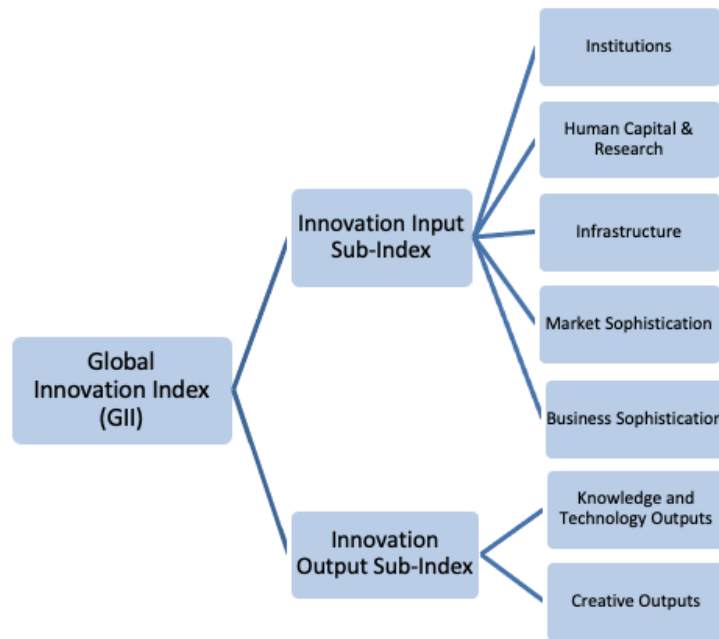 Institutions
Human Capital &
Research
Innovation Input
Sub-Index
Infrastructure
Market Sophistication
Global
Innovation Index
(GII)
Business Sophistication
Knowledge and
Technology Outputs
Innovation
Output Sub-Index
Creative Outputs